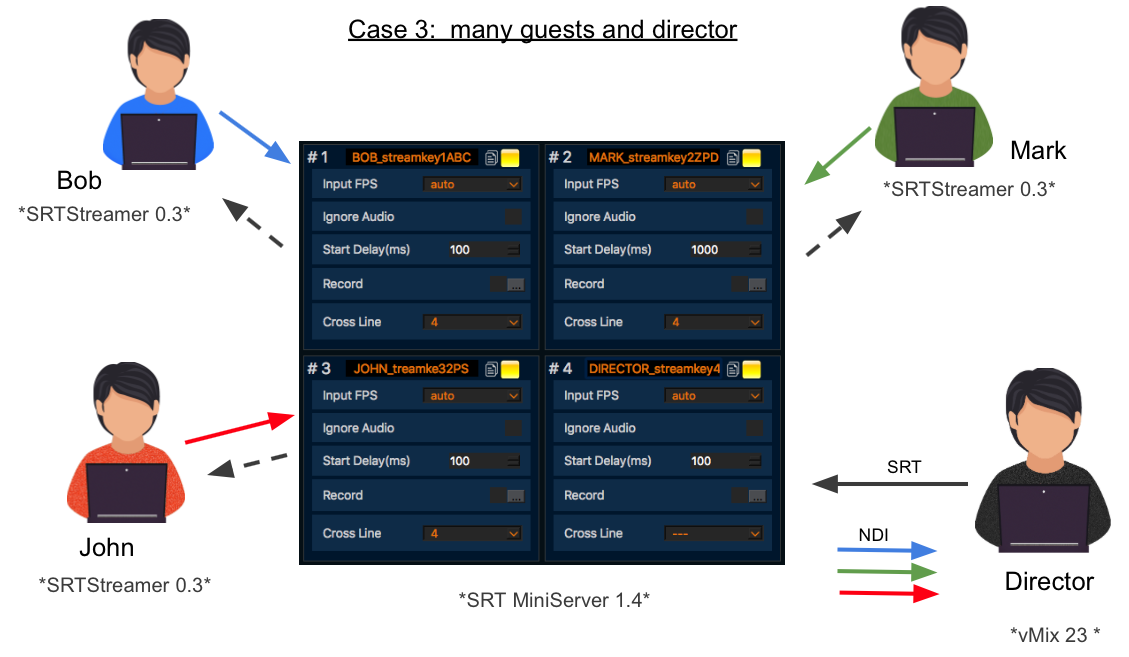 Case 3:  many guests and director
Bob
*SRTStreamer 0.3*
Mark
*SRTStreamer 0.3*
# 1 BOB_streamkey1ABC
Input FPS auto
Ignore Audio
Start Delay(ms) 100
Record ...
Cross Line 4
# 2 MARK_streamkey2ZPD
Input FPS auto
Ignore Audio
Start Delay(ms) 1000
Record ...
Cross Line 4
# 3 JOHN_treamke32PS
Input FPS auto
Ignore Audio
Start Delay(ms) 100
Record ...
Cross Line 4
# 4 DIRECTOR_streamkey4
Input FPS auto
Ignore Audio
Start Delay(ms) 100
Record ...
Cross Line ---
John
*SRTStreamer 0.3*
*SRT MiniServer 1.4*
SRT
NDI
Director
*vMix 23 *